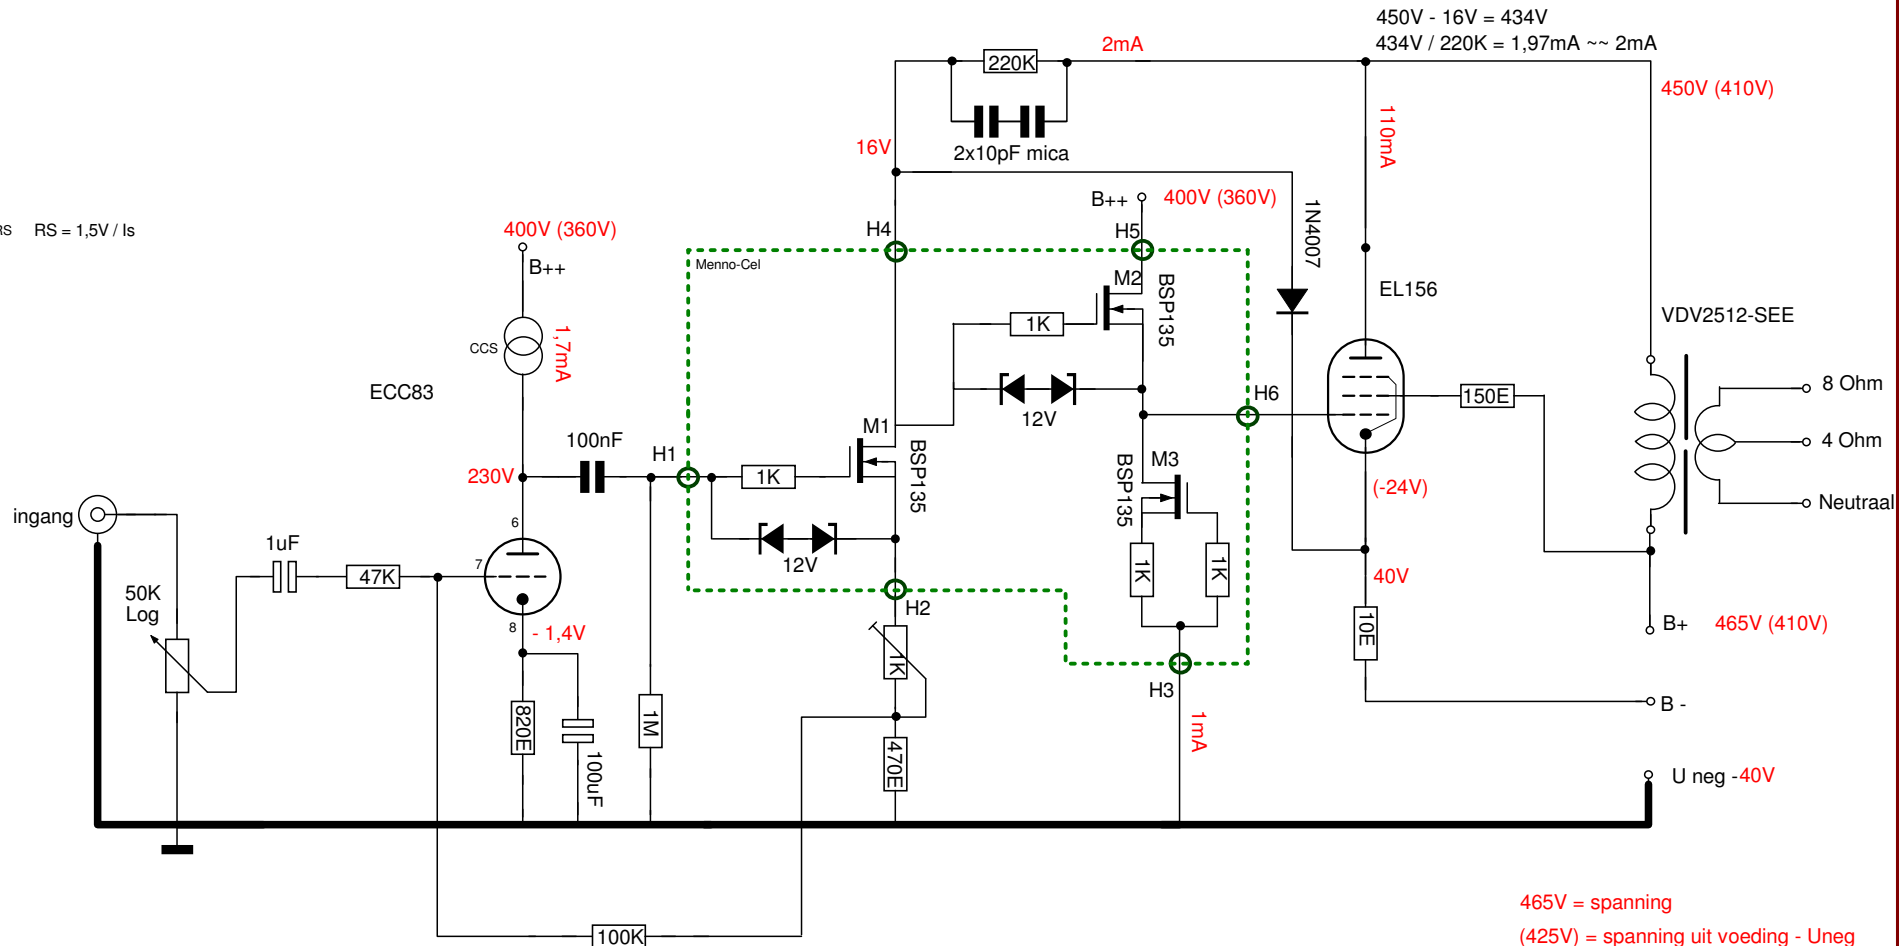 450V - 16V = 434V
434V / 220K = 1,97mA ~~ 2mA
2mA
220K
450V (410V)
110mA
2x10pF mica
16V
B++
400V (360V)
RS RS = 1,5V / Is
400V (360V)
H4
H5
1N4007
B++
Menno-Cel
M2
BSP135
EL156
1K
VDV2512-SEE
CCS
1,7mA
ECC83
8 Ohm
H6
150E
12V
M1
100nF
H1
BSP135
4 Ohm
230V
1K
M3
BSP135
(-24V)
Neutraal
ingang
6
1uF
12V
7
47K
1K
1K
40V
50K
Log
H2
8
- 1,4V
10E
B+
465V (410V)
1K
H3
B -
820E
1M
1mA
470E
100uF
U neg -40V
465V = spanning
100K
(425V) = spanning uit voeding - Uneg